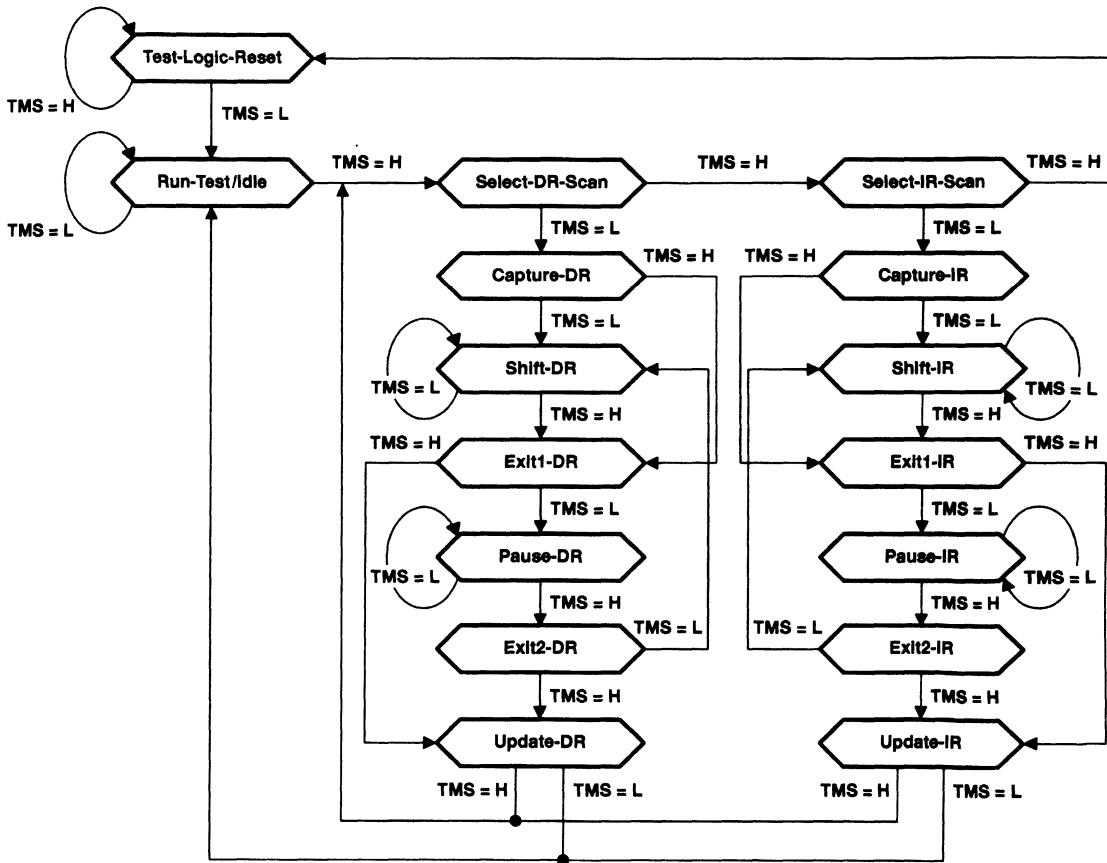 Test-Logic-Reset
TMS = H
TMS = L
Run-Test/Idle
TMS = H
Select-DR-Scan
TMS = H
Select-IR-Scan
TMS = H
TMS = L
TMS = L
TMS = L
TMS = H
TMS = H
Capture-DR
Capture-IR
TMS = L
TMS = L
Shift-DR
Shift-IR
TMS = L
TMS = L
TMS = H
TMS = H
TMS = H
TMS = H
Exit1-DR
Exit1-IR
TMS = L
TMS = L
Pause-DR
Pause-IR
TMS = L
TMS = L
TMS = H
TMS = H
Exit2-DR
TMS = L
TMS = L
Exit2-IR
TMS = H
TMS = H
Update-DR
Update-IR
TMS = H
TMS = L
TMS = H
TMS = L